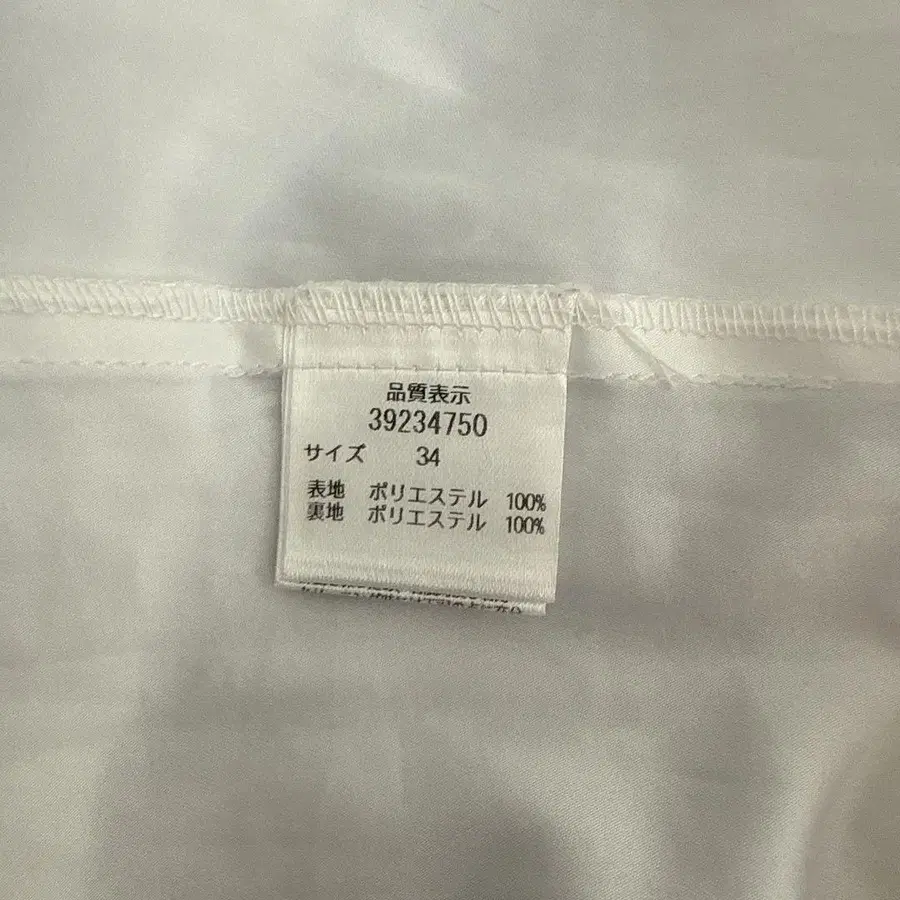 品質表示
39234750
サイズ 34
表地 ポリエステル 100%
裏地 ポリエステル 100%